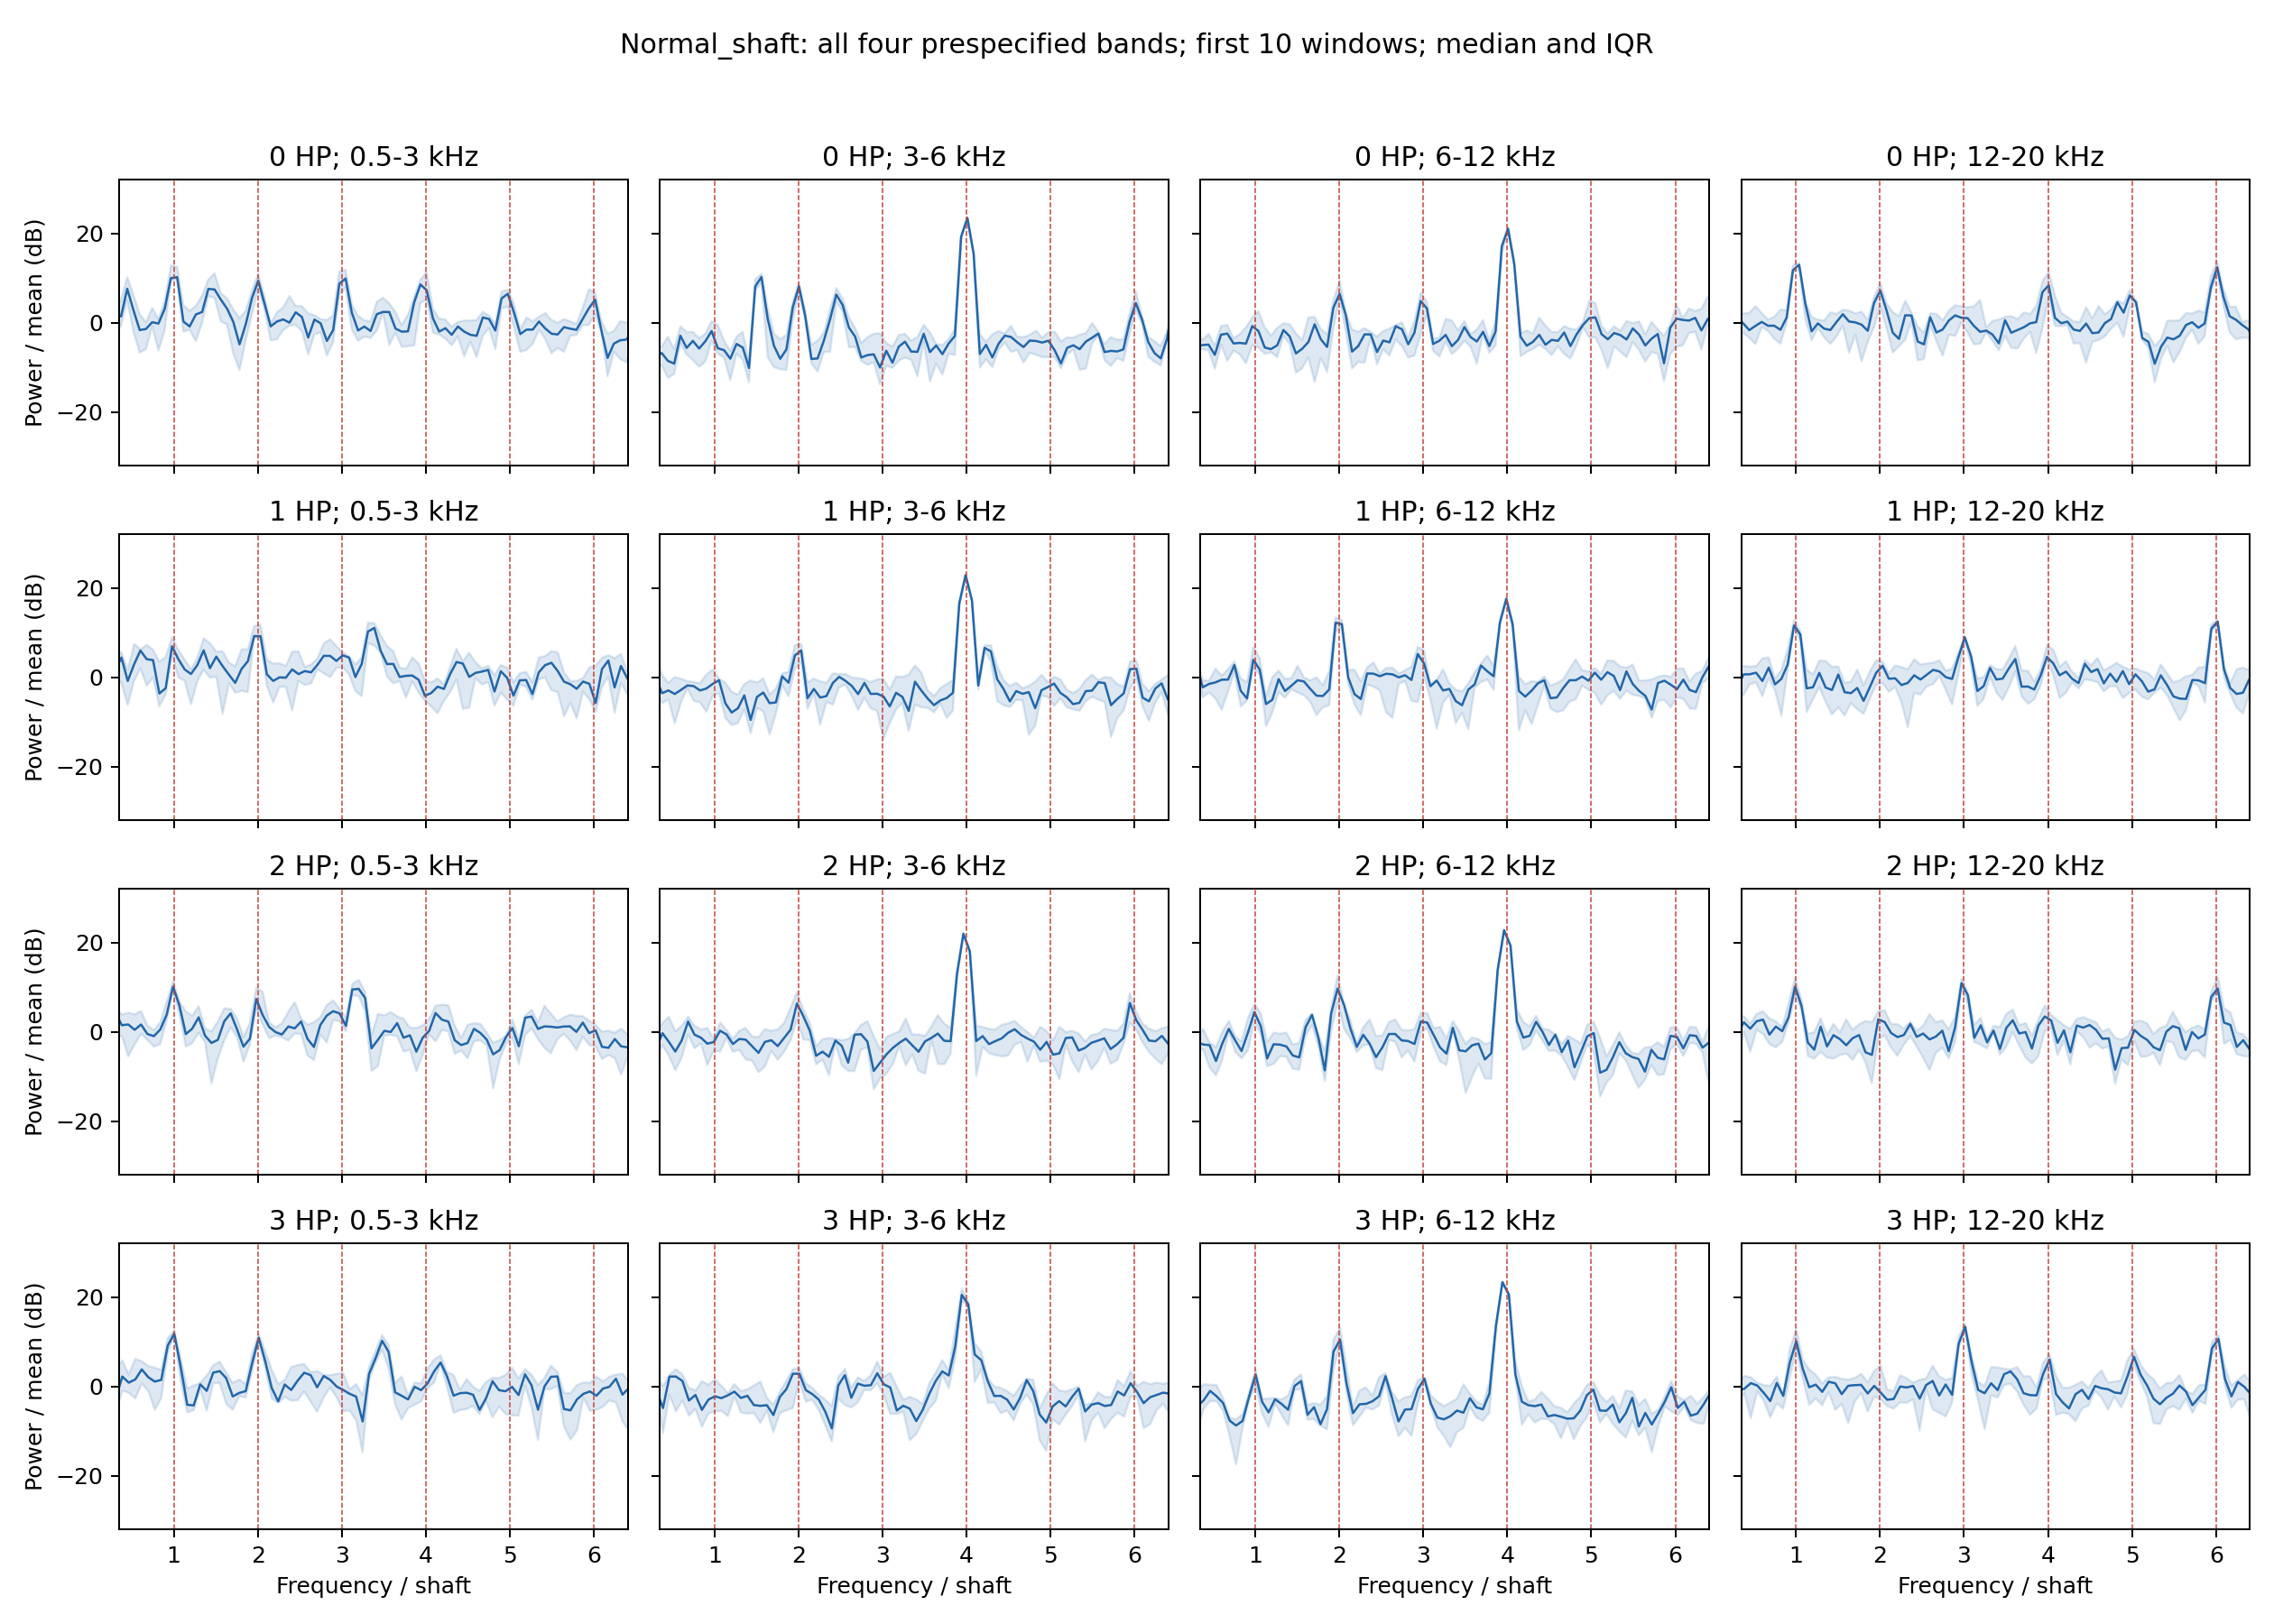 Normal_shaft: all four prespecified bands; first 10 windows; median and IQR
0 HP; 0.5-3 kHz
0 HP; 3-6 kHz
0 HP; 6-12 kHz
0 HP; 12-20 kHz
Power / mean (dB)
20
0
−20
1 HP; 0.5-3 kHz
1 HP; 3-6 kHz
1 HP; 6-12 kHz
1 HP; 12-20 kHz
Power / mean (dB)
20
0
−20
2 HP; 0.5-3 kHz
2 HP; 3-6 kHz
2 HP; 6-12 kHz
2 HP; 12-20 kHz
Power / mean (dB)
20
0
−20
3 HP; 0.5-3 kHz
3 HP; 3-6 kHz
3 HP; 6-12 kHz
3 HP; 12-20 kHz
Power / mean (dB)
20
0
−20
1 2 3 4 5 6
1 2 3 4 5 6
1 2 3 4 5 6
1 2 3 4 5 6
Frequency / shaft
Frequency / shaft
Frequency / shaft
Frequency / shaft